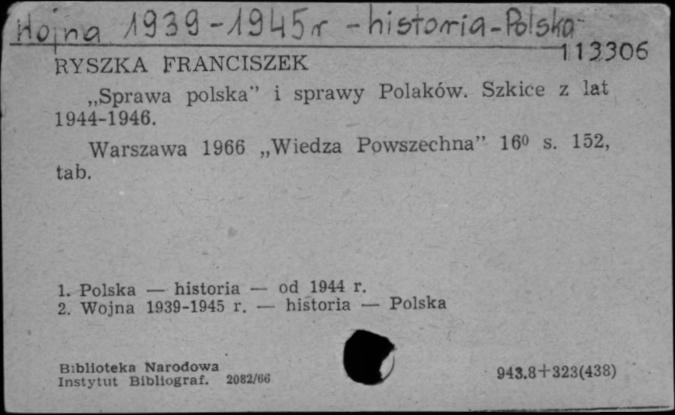 Wojna 1939-1945 r - historia-Polska
113306
RYSZKA FRANCISZEK
„Sprawa polska" i sprawy Polaków. Szkice z lat
1944-1946.
Warszawa 1966 „Wiedza Powszechna" 16⁰ s. 152,
tab.
1. Polska — historia — od 1944 r.
2. Wojna 1939-1945 r. — historia — Polska
Biblioteka Narodowa
Instytut Bibliograf. 2082/66
943.8+323(438)